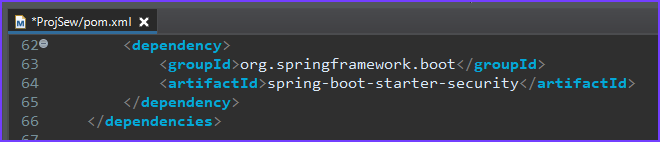 *ProjSew/pom.xml
62 <dependency>
63 <groupId>org.springframework.boot</groupId>
64 <artifactId>spring-boot-starter-security</artifactId>
65 </dependency>
66 </dependencies>
67